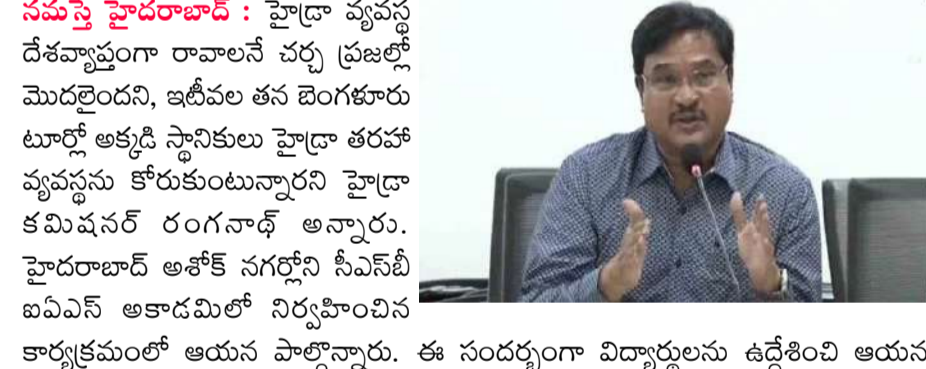 నమస్తే హైదరాబాద్ : హైడ్రా వ్యవస్థ
దేశవ్యాప్తంగా రావాలనే చర్చ ప్రజల్లో
మొదలైందని, ఇటీవల తన బెంగళూరు
టూర్లో అక్కడి స్థానికులు హైడ్రా తరహా
వ్యవస్థను కోరుకుంటున్నారని హైడ్రా
కమిషనర్ రంగనాథ్ అన్నారు.
హైదరాబాద్ అశోక్ నగర్లోని సీఎస్‌బీ
ఐఏఎస్ అకాడమిలో నిర్వహించిన
కార్యక్రమంలో ఆయన పాల్గొన్నారు. ఈ సందర్భంగా విద్యార్థులను ఉద్దేశించి ఆయన